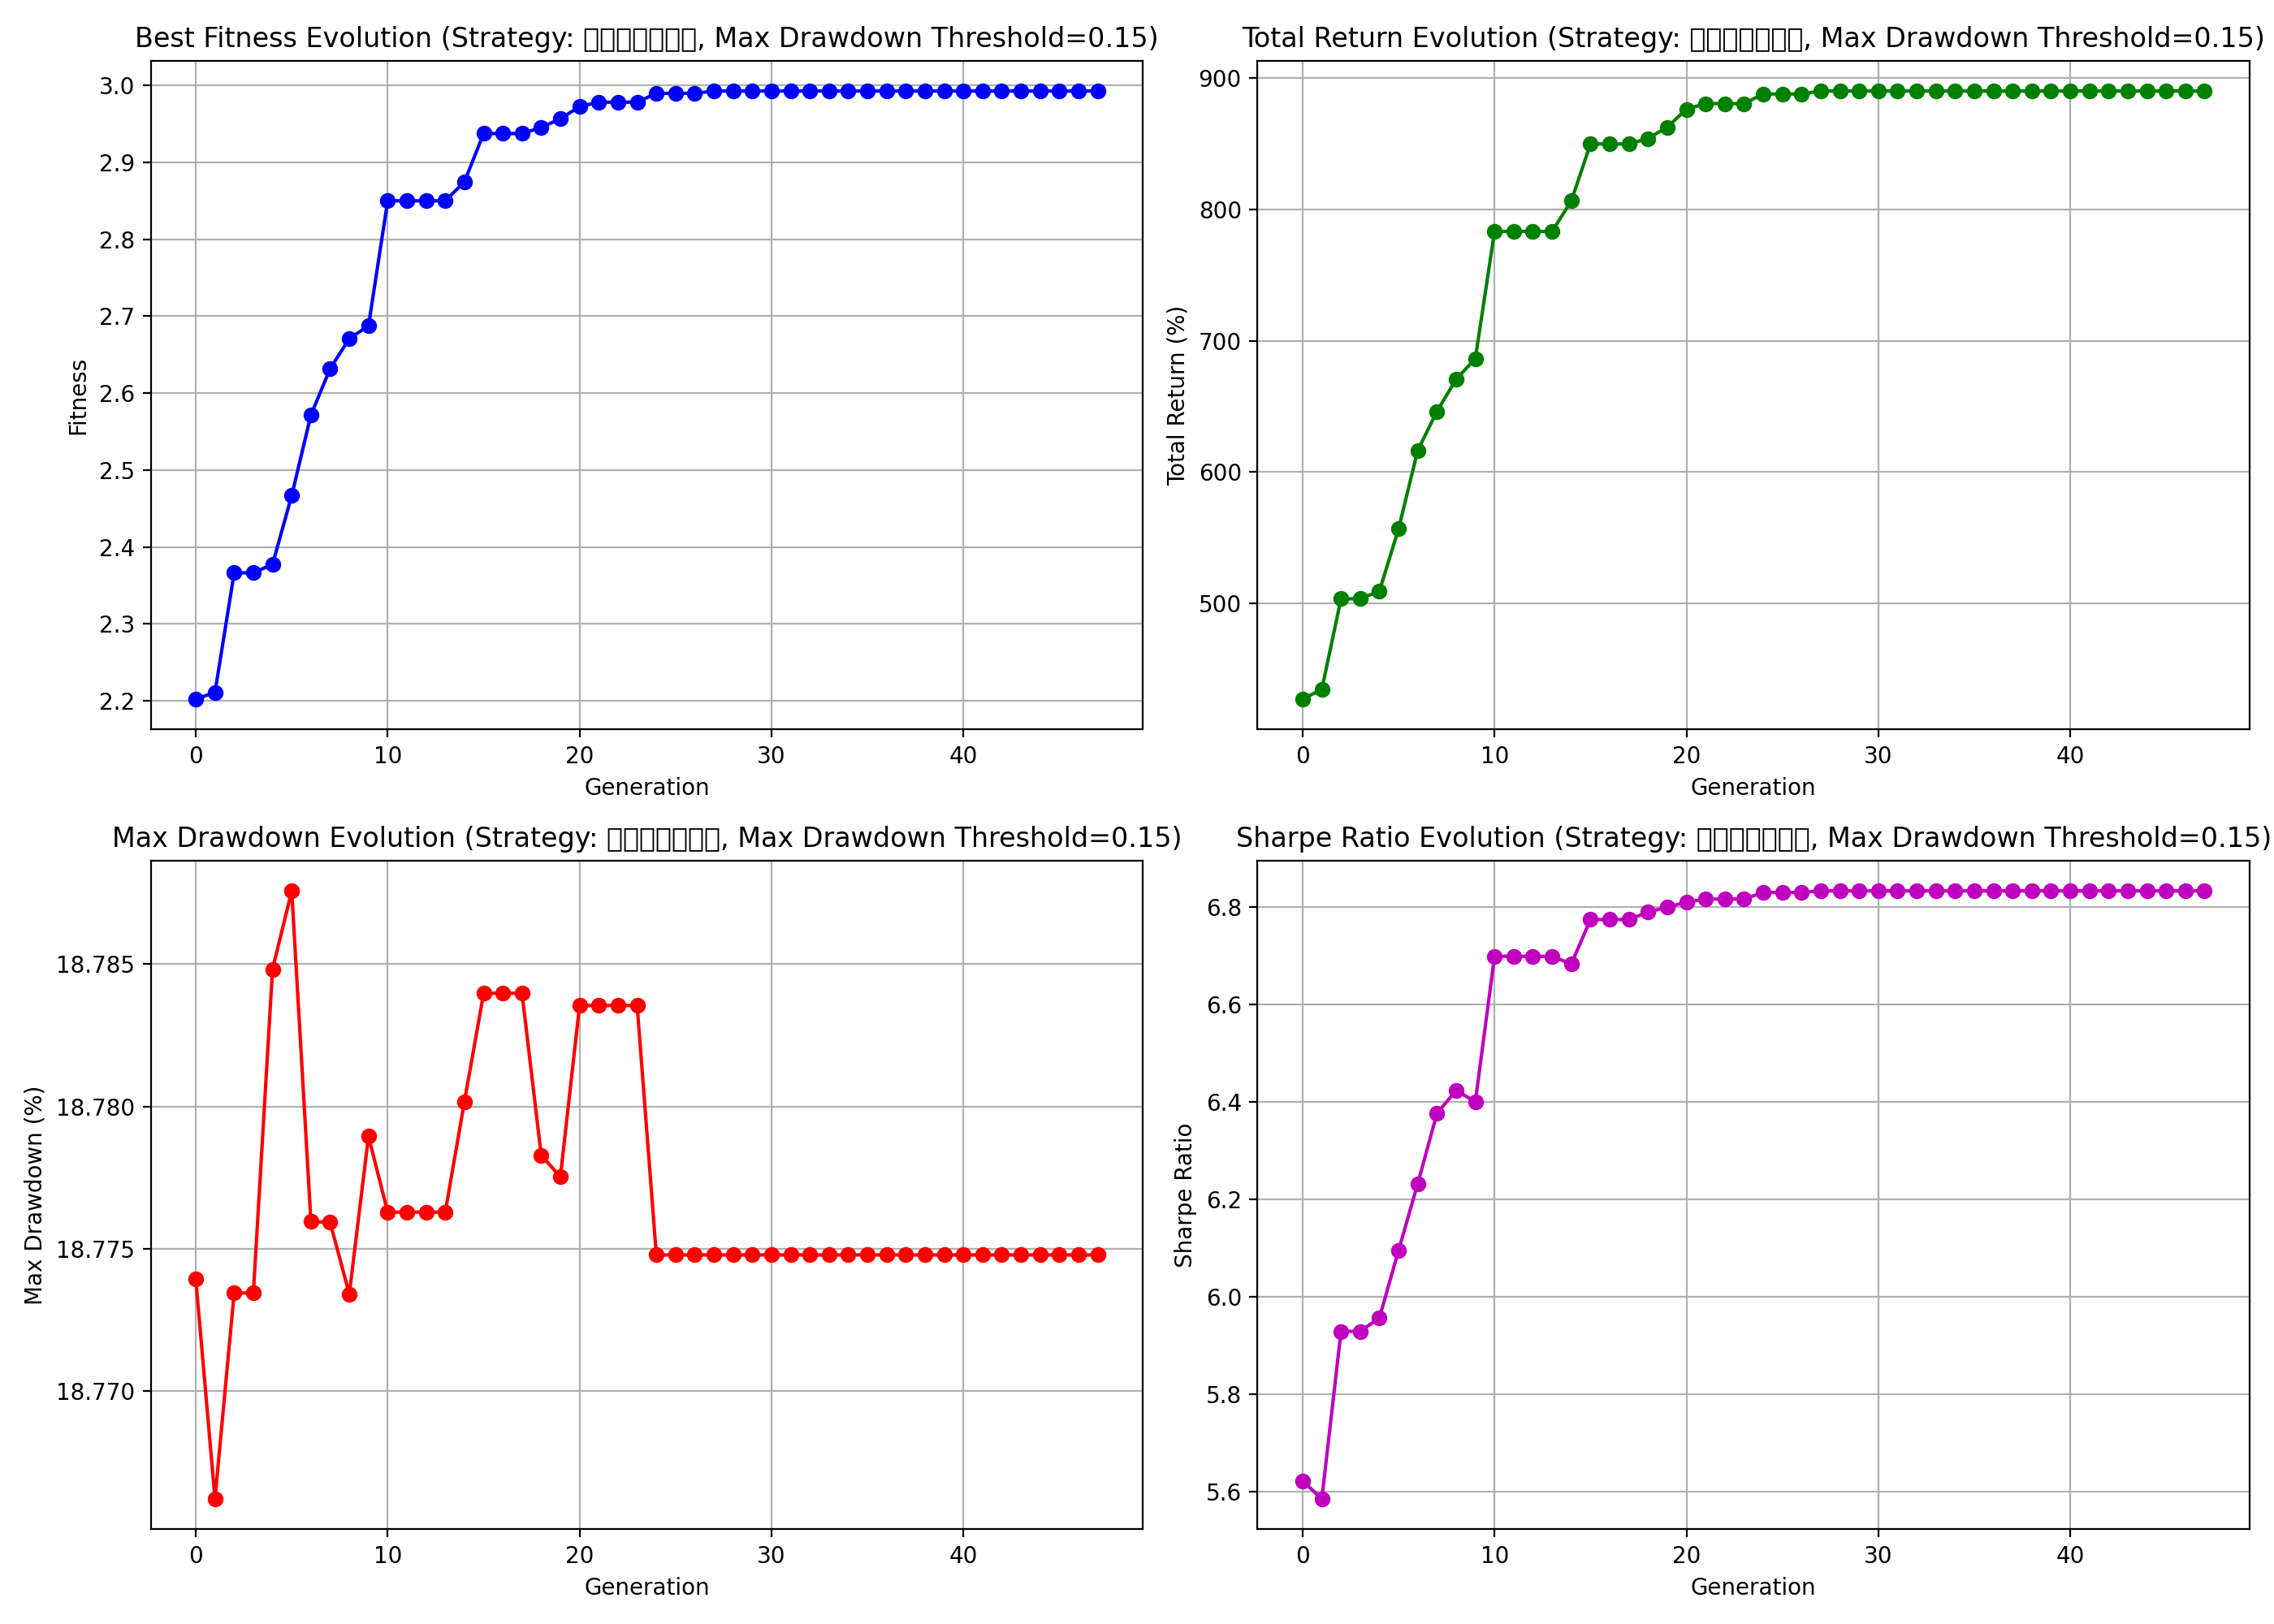 Best Fitness Evolution (Strategy: , Max Drawdown Threshold=0.15)
3.0
2.9
2.8
2.7
2.6
2.5
2.4
2.3
2.2
Fitness
0 10 20 30 40
Generation
Total Return Evolution (Strategy: , Max Drawdown Threshold=0.15)
900
800
700
600
500
Total Return (%)
0 10 20 30 40
Generation
Max Drawdown Evolution (Strategy: , Max Drawdown Threshold=0.15)
18.785
18.780
18.775
18.770
Max Drawdown (%)
0 10 20 30 40
Generation
Sharpe Ratio Evolution (Strategy: , Max Drawdown Threshold=0.15)
6.8
6.6
6.4
6.2
6.0
5.8
5.6
Sharpe Ratio
0 10 20 30 40
Generation